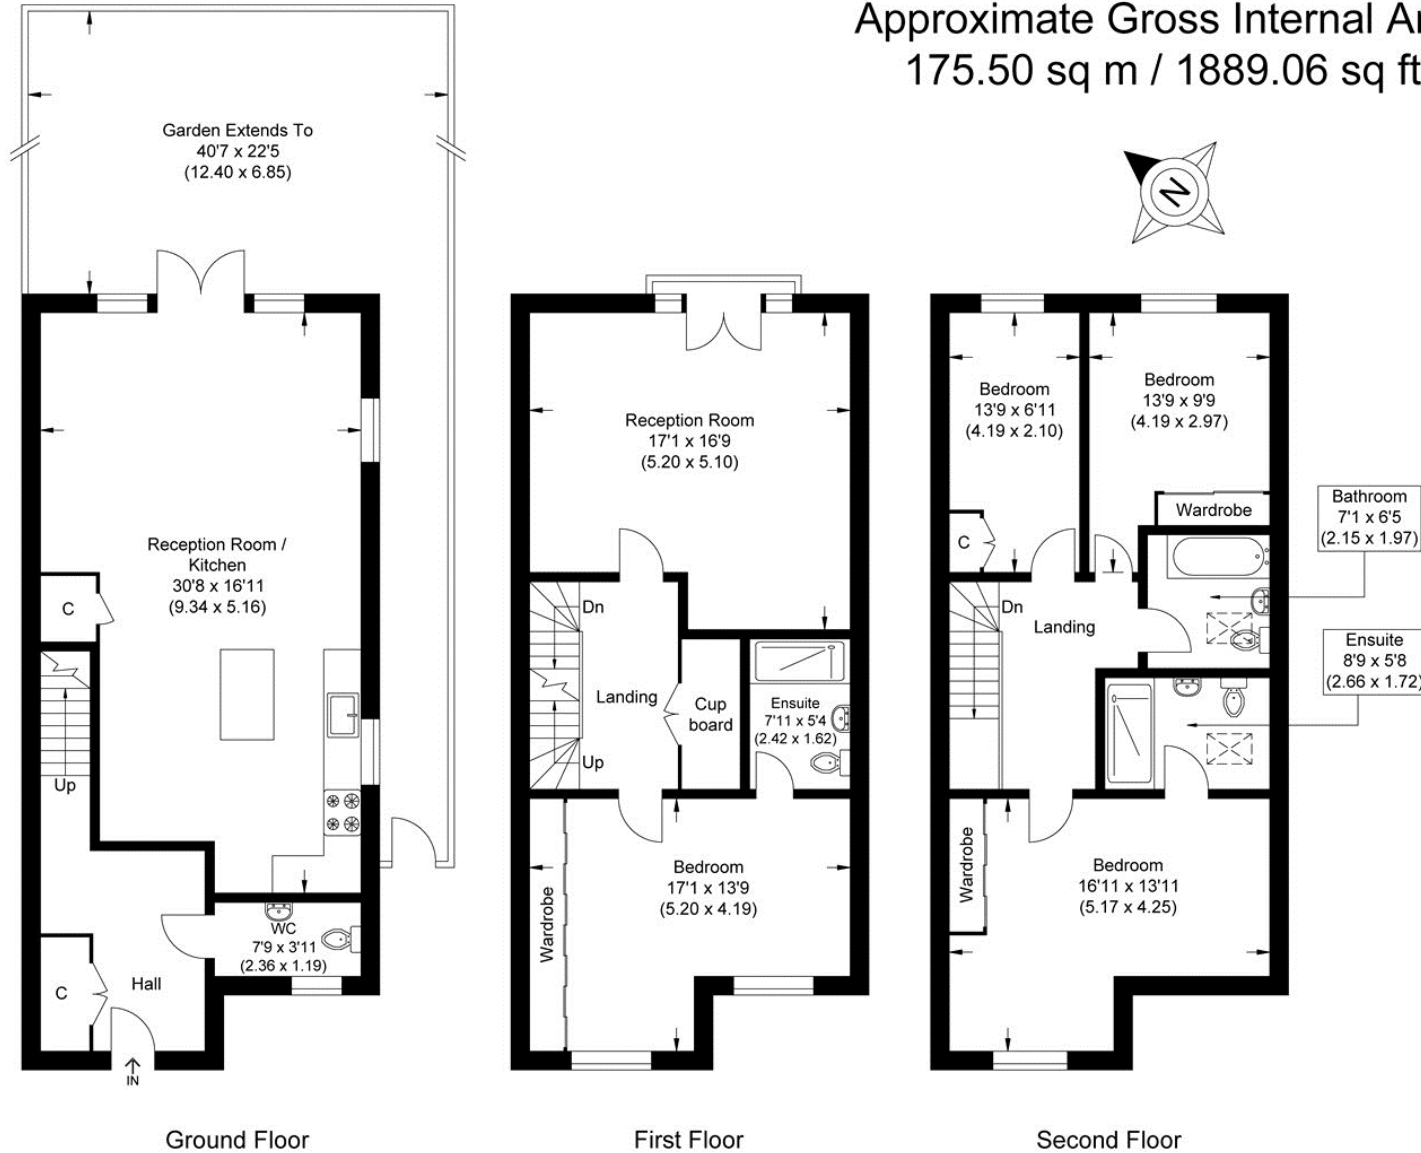 Approximate Gross Internal Ar
175.50 sq m / 1889.06 sq ft
N
Garden Extends To
40'7 x 22'5
(12.40 x 6.85)
Reception Room /
Kitchen
30'8 x 16'11
(9.34 x 5.16)
C
Up
WC
7'9 x 3'11
(2.36 x 1.19)
Hall
C
IN
Ground Floor
Reception Room
17'1 x 16'9
(5.20 x 5.10)
Dn
Landing
Up
Cup
board
Ensuite
7'11 x 5'4
(2.42 x 1.62)
Bedroom
17'1 x 13'9
(5.20 x 4.19)
Wardrobe
First Floor
Bedroom
13'9 x 6'11
(4.19 x 2.10)
Bedroom
13'9 x 9'9
(4.19 x 2.97)
Wardrobe
C
Bathroom
7'1 x 6'5
(2.15 x 1.97)
Dn
Landing
Ensuite
8'9 x 5'8
(2.66 x 1.72)
Wardrobe
Bedroom
16'11 x 13'11
(5.17 x 4.25)
Second Floor